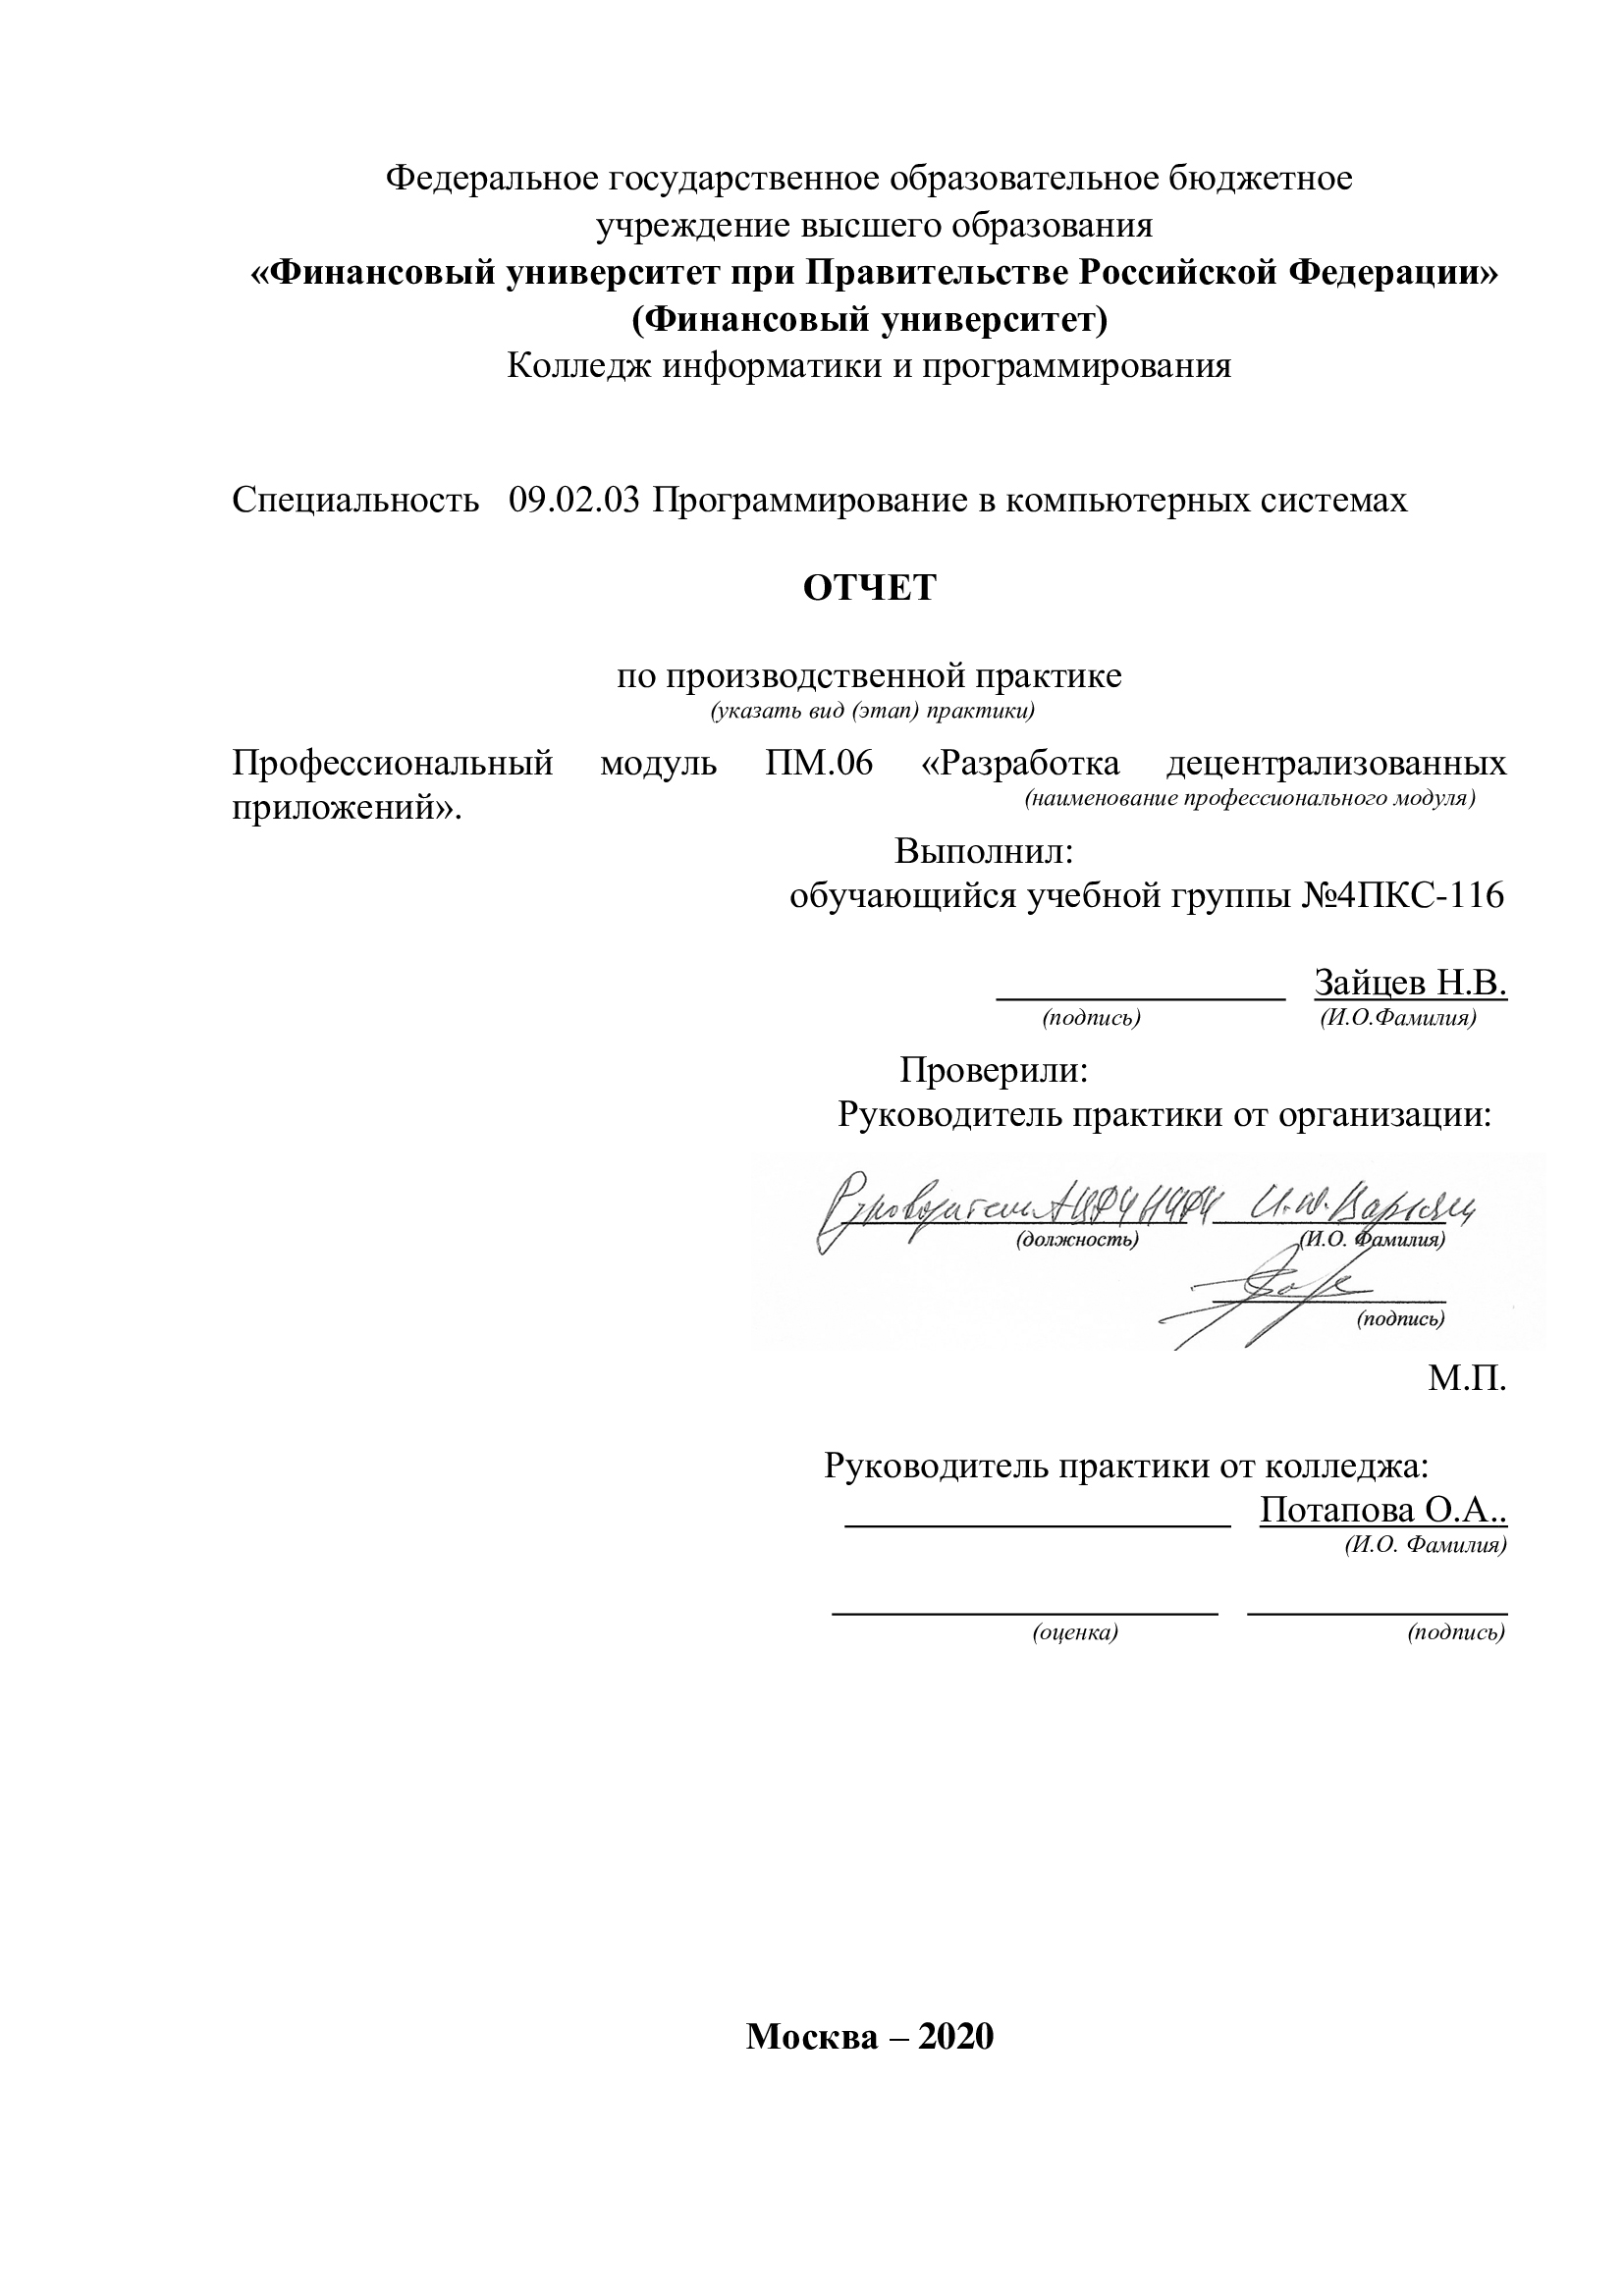 Федеральное государственное образовательное бюджетное
учреждение высшего образования
«Финансовый университет при Правительстве Российской Федерации»
(Финансовый университет)
Колледж информатики и программирования
Специальность 09.02.03 Программирование в компьютерных системах
ОТЧЕТ
по производственной практике
(указать вид (этап) практики)
Профессиональный модуль ПМ.06 «Разработка децентрализованных
приложений».
(наименование профессионального модуля)
Выполнил:
обучающийся учебной группы №4ПКС-116
Зайцев Н.В.
(подпись) (И.О.Фамилия)
Проверили:
Руководитель практики от организации:
Руководитель
(должность) (И.О. Фамилия)
(подпись)
М.П.
Руководитель практики от колледжа:
Потапова О.А..
(И.О. Фамилия)
(оценка) (подпись)
Москва – 2020